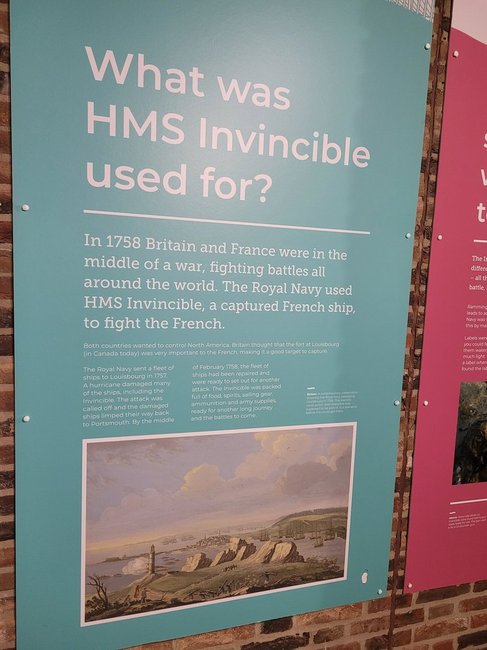 What was
HMS Invincible
used for?
In 1758 Britain and France were in the
middle of a war, fighting battles all
around the world. The Royal Navy used
HMS Invincible, a captured French ship,
to fight the French.
Both countries wanted to control North America. Britain thought that the fort at Louisbourg
(in Canada today) was very important to the French, making it a good target to capture.
The Royal Navy sent a fleet of
ships to Louisbourg in 1757.
A hurricane damaged many
of the ships, including the
Invincible. The attack was
called off and the damaged
ships limped their way back
to Portsmouth. By the middle
of February 1758, the fleet of
ships had been repaired and
were ready to set out for another
attack. The Invincible was packed
full of food, spirits, sailing gear,
ammunition and army supplies,
ready for another long journey
and the battles to come.
The I
differe
– all t
battle,